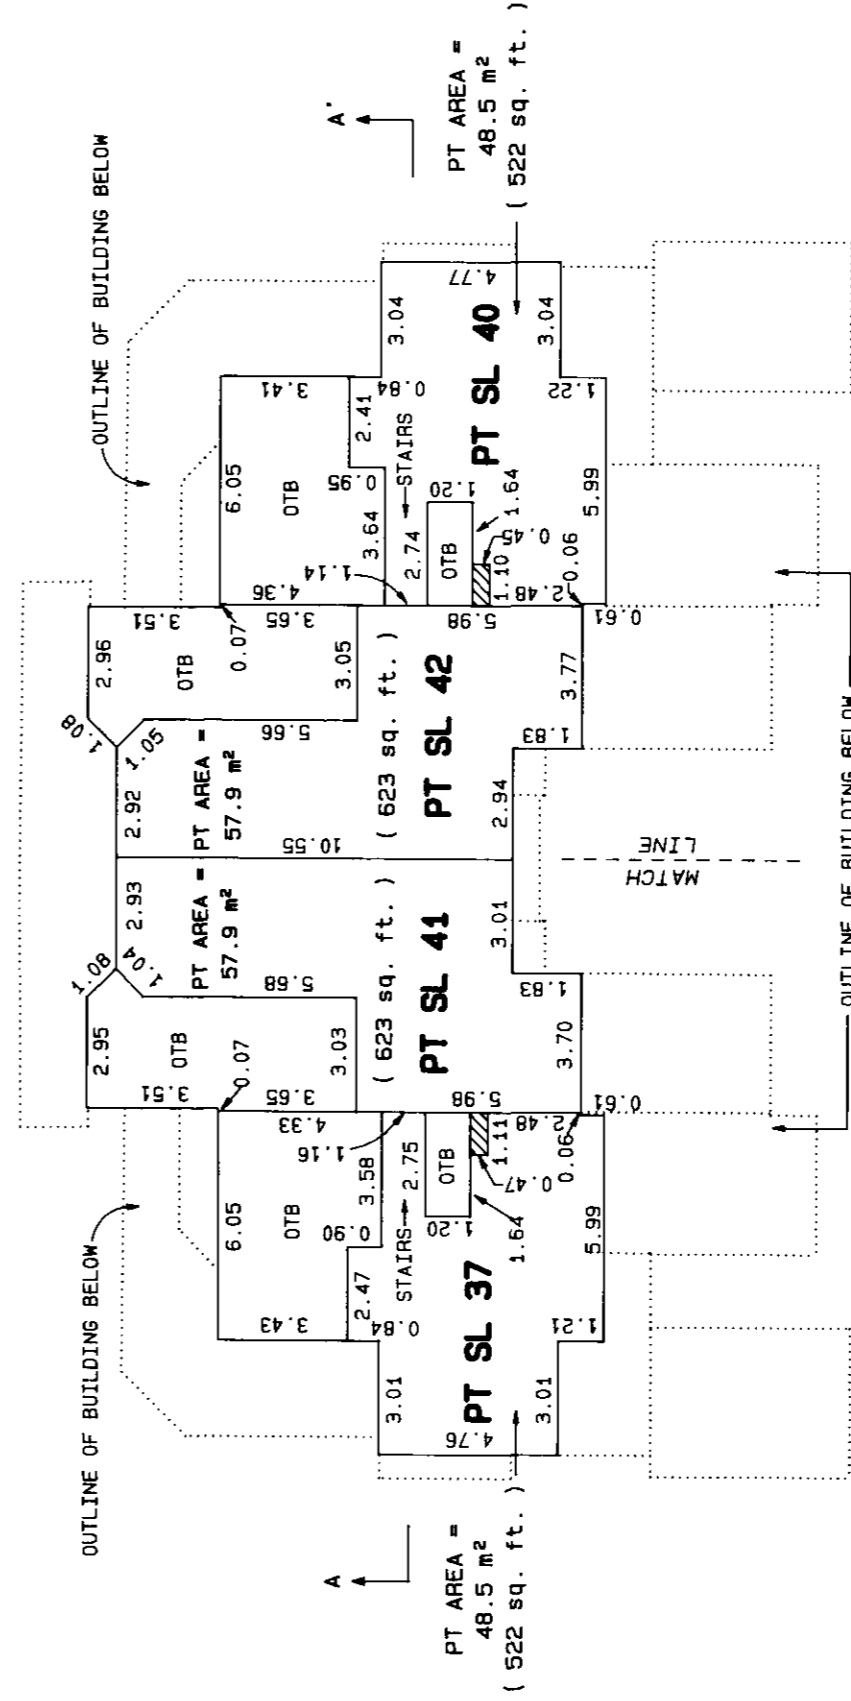 OUTLINE OF BUILDING BELOW
OUTLINE OF BUILDING BELOW
2.95
1.08
2.93
2.92
1.08
2.96
3.51
OTB
1.04
1.05
OTB
3.51
6.05
0.07
PT AREA =
57.9 m²
PT AREA =
57.9 m²
0.07
6.05
3.43
OTB
4.33
3.65
5.68
10.55
5.66
3.65
4.36
OTB
3.41
A
2.47
0.90
3.58
1.16
3.03
3.05
1.14
3.64
0.95
2.41
A'
3.01
0.84
STAIRS
2.75
( 623 sq. ft. )
( 623 sq. ft. )
2.74
STAIRS
0.84
3.04
PT AREA =
48.5 m²
( 522 sq. ft. )
4.76
PT SL 37
1.20
OTB
5.98
PT SL 41
PT SL 42
5.98
OTB
1.20
PT SL 40
4.77
PT AREA =
48.5 m²
( 522 sq. ft. )
1.64
0.47
1.11
3.01
2.94
1.10
0.45
1.64
3.01
1.21
5.99
0.06
2.48
3.70
1.83
1.83
3.77
2.48
0.06
5.99
1.22
3.04
0.61
0.61
MATCH
LINE
OUTLINE OF BUILDING BELOW